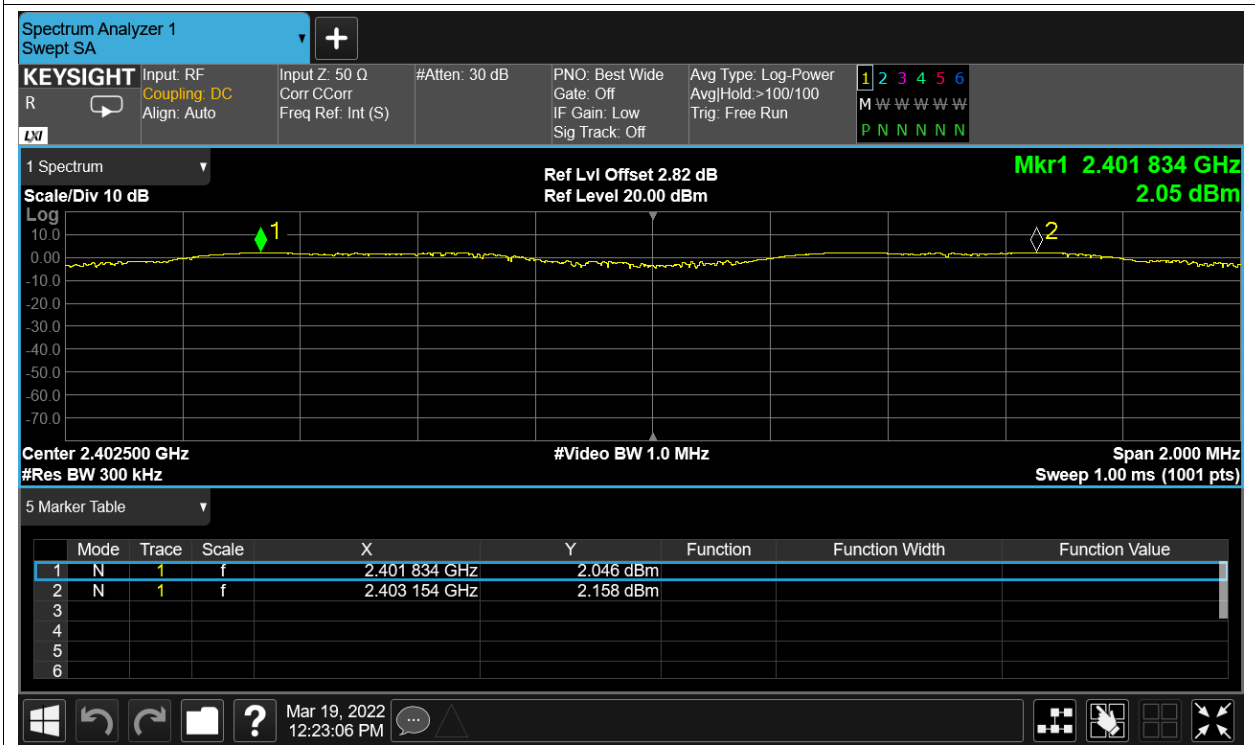 Spectrum Analyzer 1
Swept SA
+
KEYSIGHT Input: RF Input Z: 50 Ω #Atten: 30 dB PNO: Best Wide Avg Type: Log-Power 1 2 3 4 5 6
R Coupling: DC Corr CCorr Gate: Off Avg|Hold:>100/100 M W W W W W
Align: Auto Freq Ref: Int (S) IF Gain: Low Trig: Free Run
LXI Sig Track: Off P N N N N N
1 Spectrum Ref Lvl Offset 2.82 dB Mkr1 2.401 834 GHz
Scale/Div 10 dB Ref Level 20.00 dBm 2.05 dBm
Log
10.0 1 2
0.00
-10.0
-20.0
-30.0
-40.0
-50.0
-60.0
-70.0
Center 2.402500 GHz #Video BW 1.0 MHz Span 2.000 MHz
#Res BW 300 kHz Sweep 1.00 ms (1001 pts)
5 Marker Table
Mode Trace Scale X Y Function Function Width Function Value
1 N 1 f 2.401 834 GHz 2.046 dBm
2 N 1 f 2.403 154 GHz 2.158 dBm
3
4
5
6
? Mar 19, 2022
12:23:06 PM